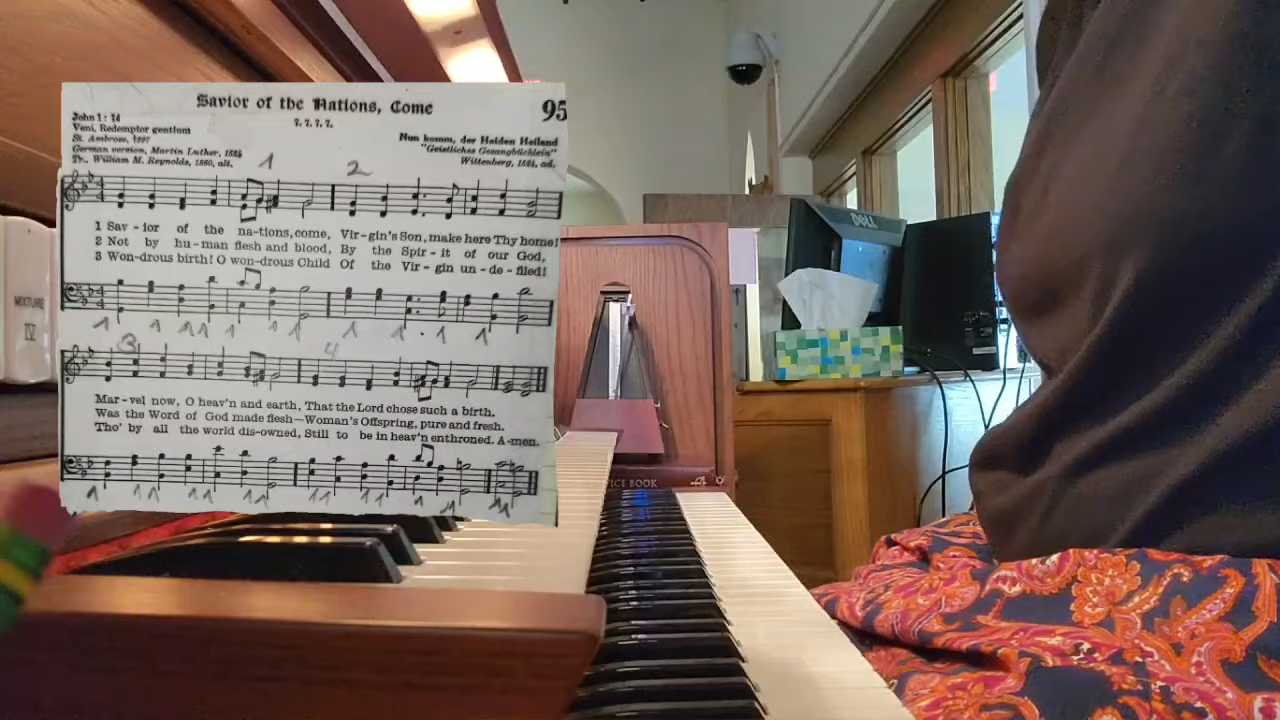 Savior of the Nations, Come
95
7. 7. 7. 7.
John 1: 14
Veni, Redemptor gentium
St. Ambrose, †397
German version, Martin Luther, 1524
Tr., William M. Reynolds, 1860, alt.
Nun komm, der Heiden Heiland
"Geistliches Gesangbüchlein"
Wittenberg, 1524, ad.
1 2
1 Sav - ior of the na-tions, come, Vir-gin's Son, make here Thy home!
2 Not by hu-man flesh and blood, By the Spir-it of our God,
3 Won-drous birth! O won-drous Child Of the Vir-gin un-de-filed!
3 4
Mar-vel now, O heav'n and earth, That the Lord chose such a birth.
Was the Word of God made flesh—Woman's Offspring, pure and fresh.
Tho' by all the world dis-owned, Still to be in heav'n enthroned. A-men.
MIXTURE
IV
DELL
VICE BOOK